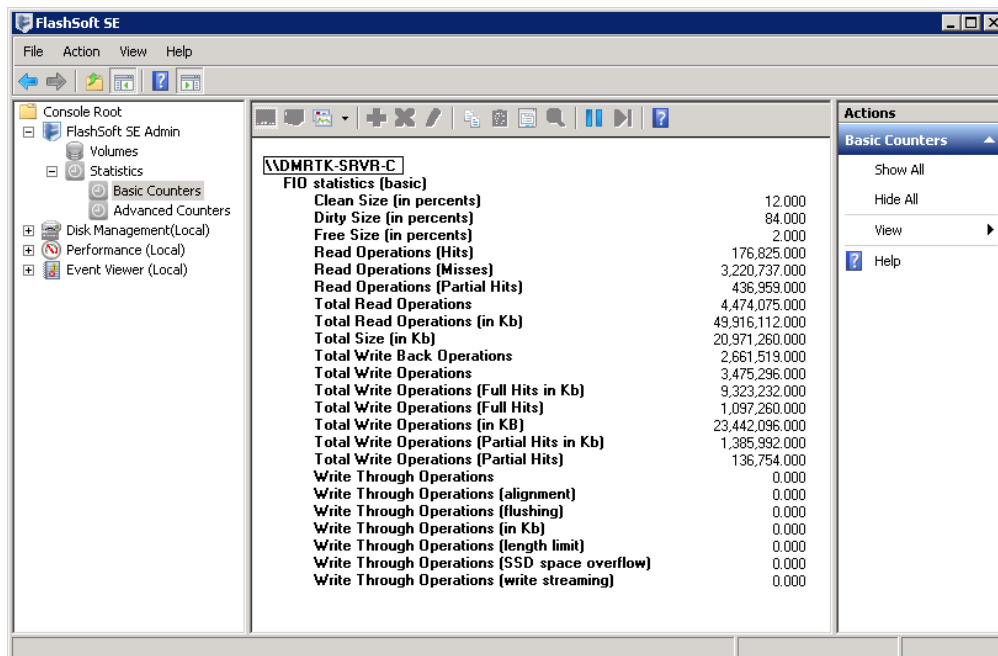 FlashSoft SE
File Action View Help
Console Root
FlashSoft SE Admin
Volumes
Statistics
Basic Counters
Advanced Counters
Disk Management(Local)
Performance (Local)
Event Viewer (Local)
\\DMRTK-SRVR-C
FIO statistics (basic)
Clean Size (in percents) 12.000
Dirty Size (in percents) 84.000
Free Size (in percents) 2.000
Read Operations (Hits) 176,825.000
Read Operations (Misses) 3,220,737.000
Read Operations (Partial Hits) 436,959.000
Total Read Operations 4,474,075.000
Total Read Operations (in Kb) 49,916,112.000
Total Size (in Kb) 20,971,260.000
Total Write Back Operations 2,661,519.000
Total Write Operations 3,475,296.000
Total Write Operations (Full Hits in Kb) 9,323,232.000
Total Write Operations (Full Hits) 1,097,260.000
Total Write Operations (in KB) 23,442,096.000
Total Write Operations (Partial Hits in Kb) 1,385,992.000
Total Write Operations (Partial Hits) 136,754.000
Write Through Operations 0.000
Write Through Operations (alignment) 0.000
Write Through Operations (flushing) 0.000
Write Through Operations (in Kb) 0.000
Write Through Operations (length limit) 0.000
Write Through Operations (SSD space overflow) 0.000
Write Through Operations (write streaming) 0.000
Actions
Basic Counters
Show All
Hide All
View
Help